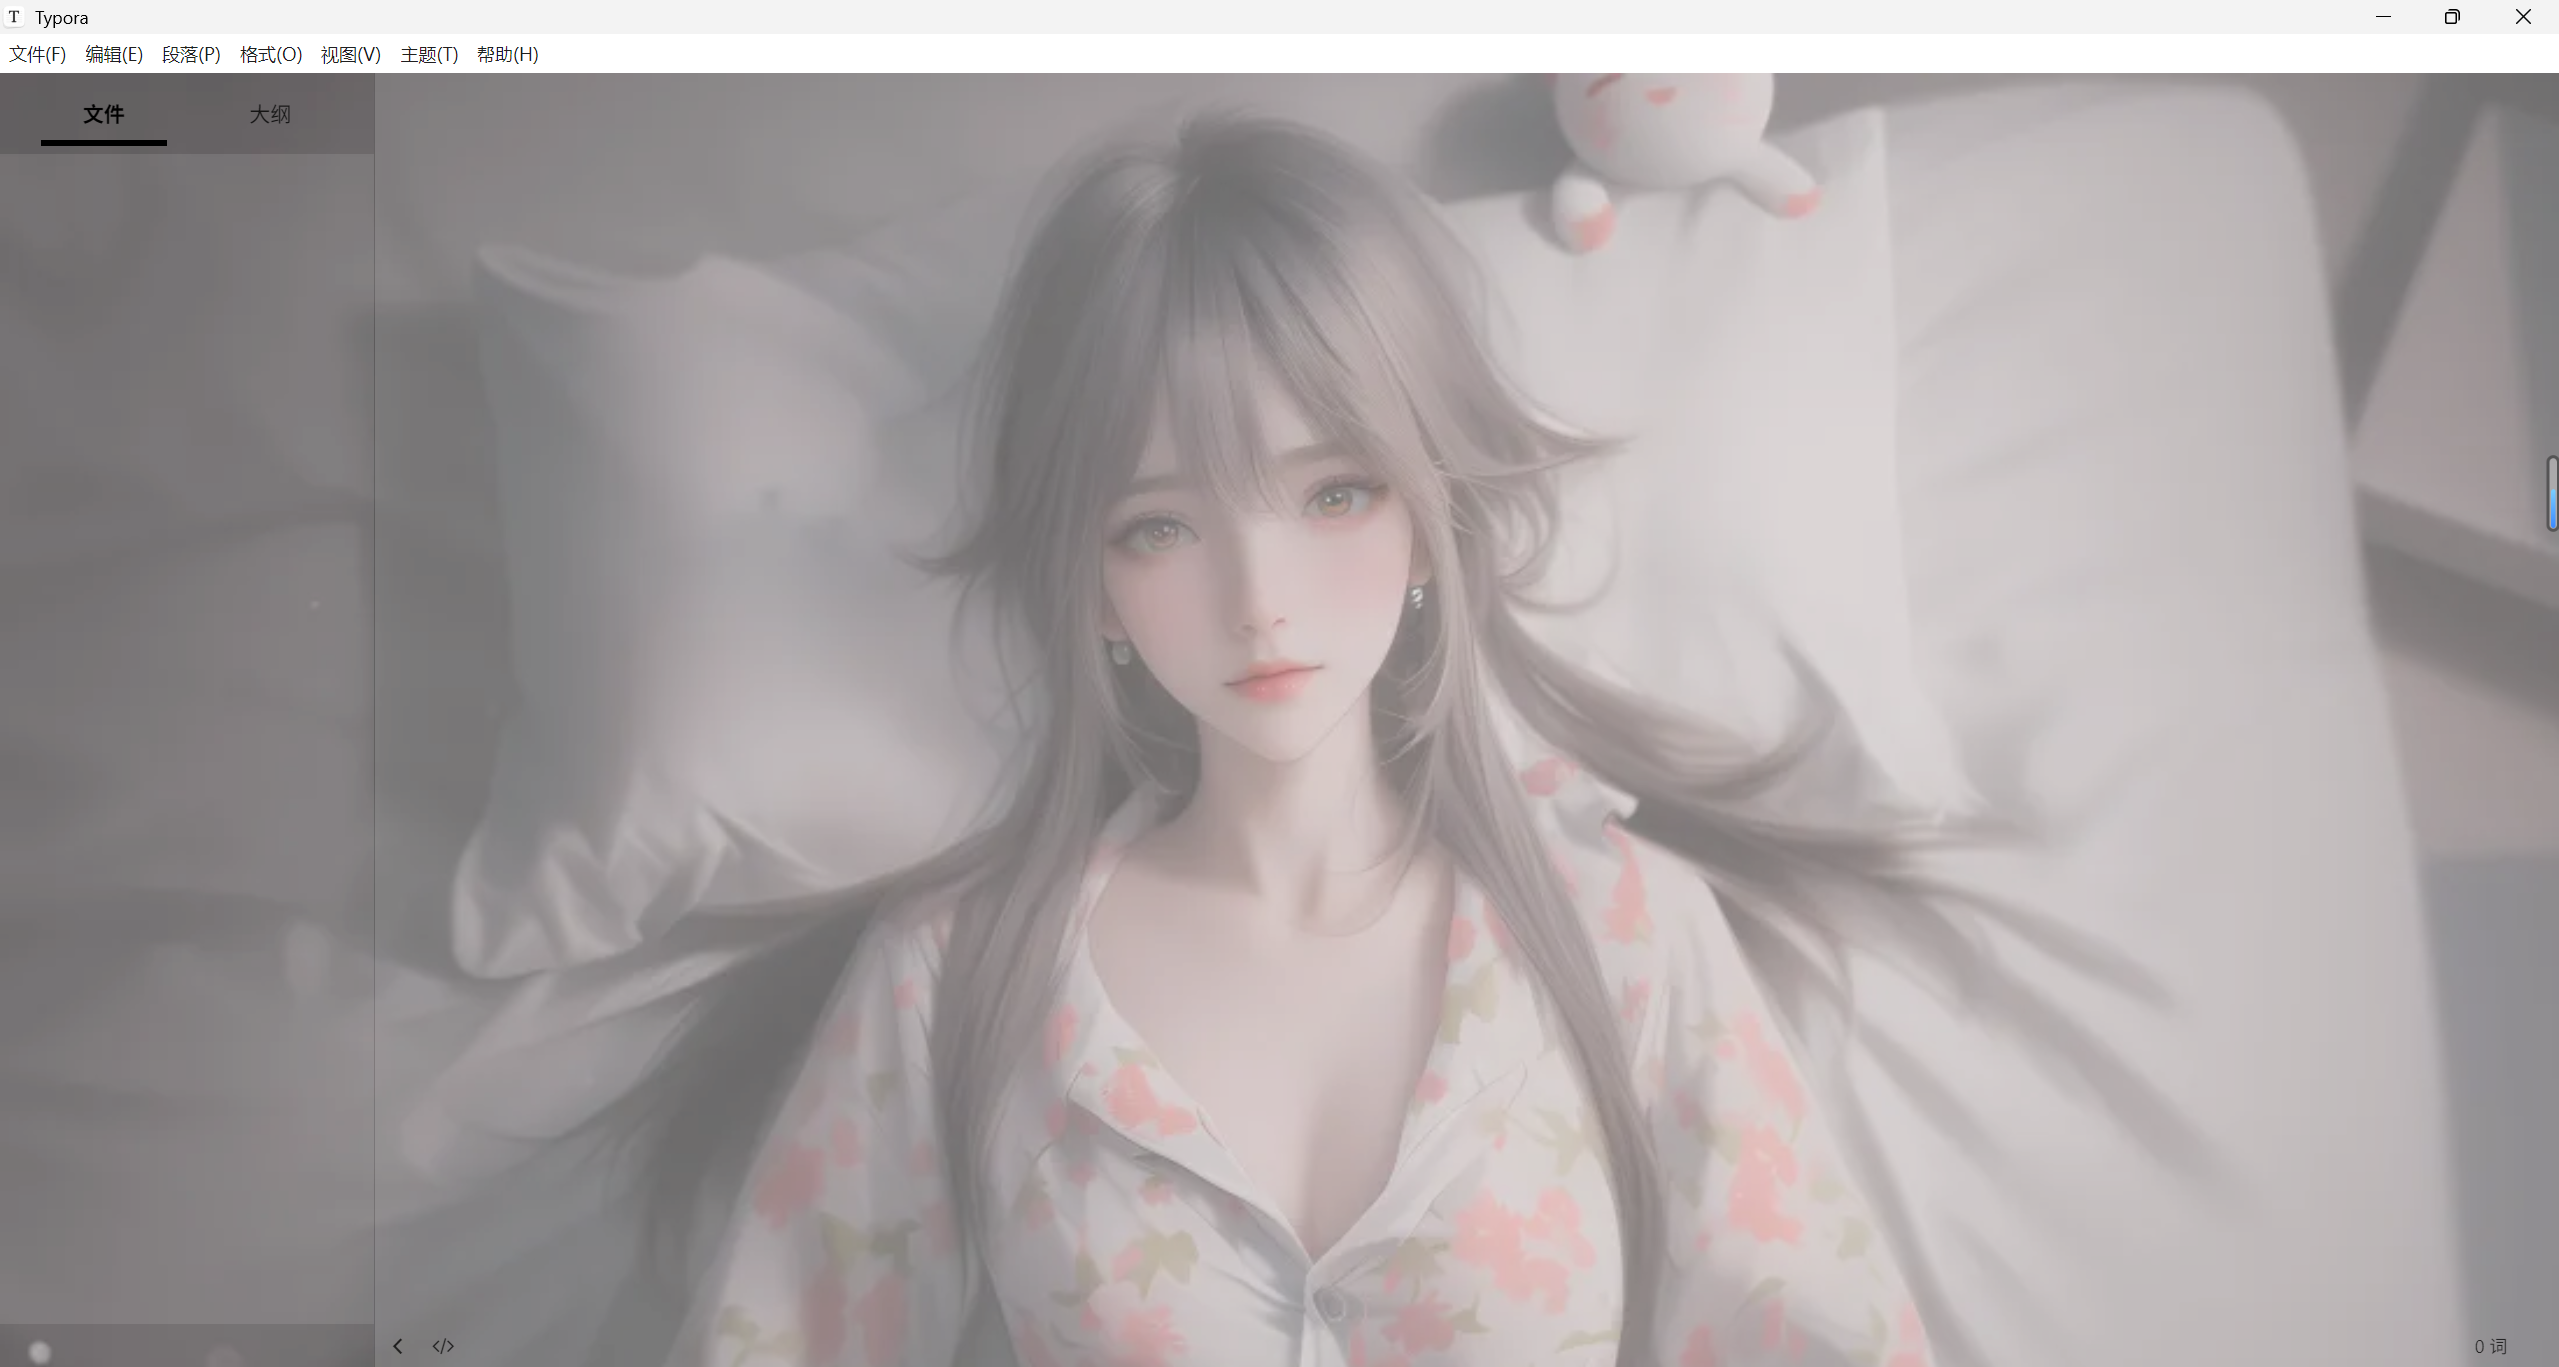 T Typora
文件(F) 编辑(E) 段落(P) 格式(O) 视图(V) 主题(T) 帮助(H)
文件 大纲
</> 0 词